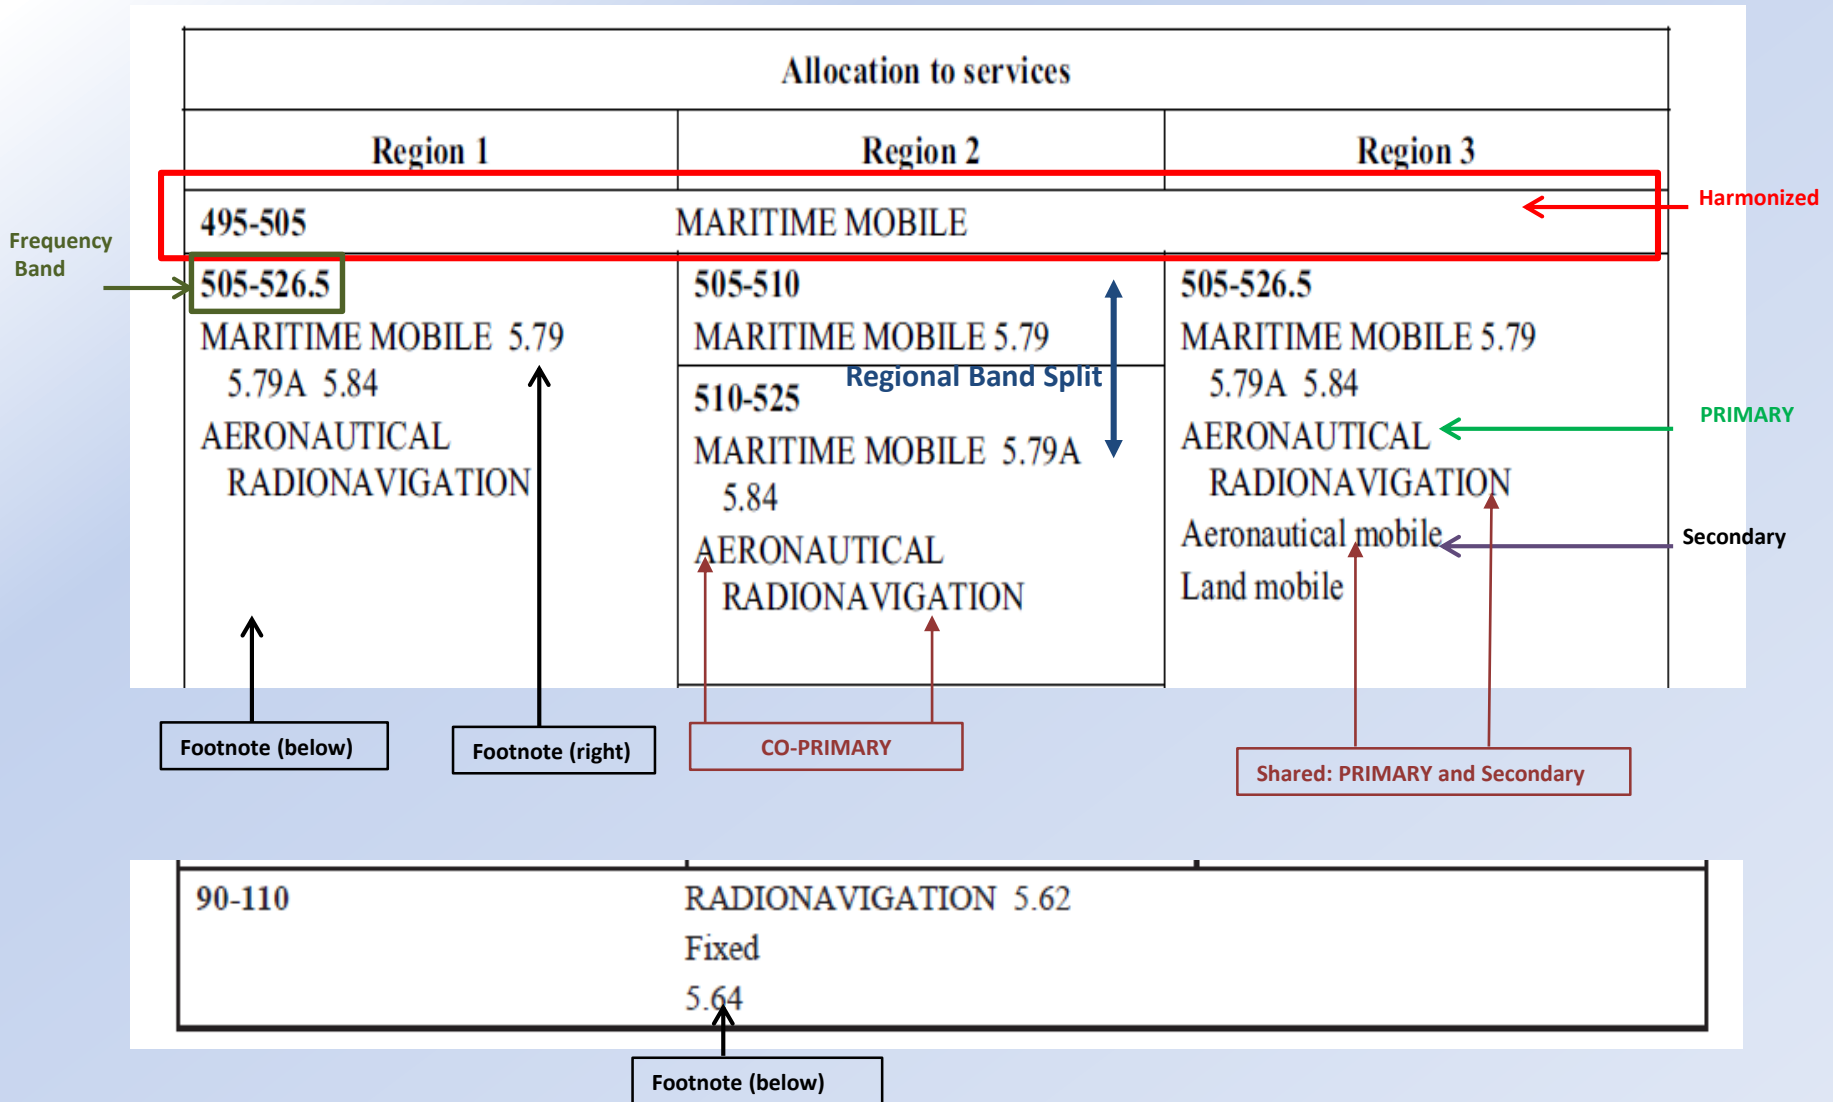 Allocation to services
Region 1
Region 2
Region 3
495-505
MARITIME MOBILE
Harmonized
Frequency
Band
505-526.5
MARITIME MOBILE 5.79
5.79A 5.84
AERONAUTICAL
RADIONAVIGATION
505-510
MARITIME MOBILE 5.79
Regional Band Split
510-525
MARITIME MOBILE 5.79A
5.84
AERONAUTICAL
RADIONAVIGATION
505-526.5
MARITIME MOBILE 5.79
5.79A 5.84
AERONAUTICAL
RADIONAVIGATION
Aeronautical mobile
Land mobile
PRIMARY
Secondary
Footnote (below)
Footnote (right)
CO-PRIMARY
Shared: PRIMARY and Secondary
90-110
RADIONAVIGATION 5.62
Fixed
5.64
Footnote (below)